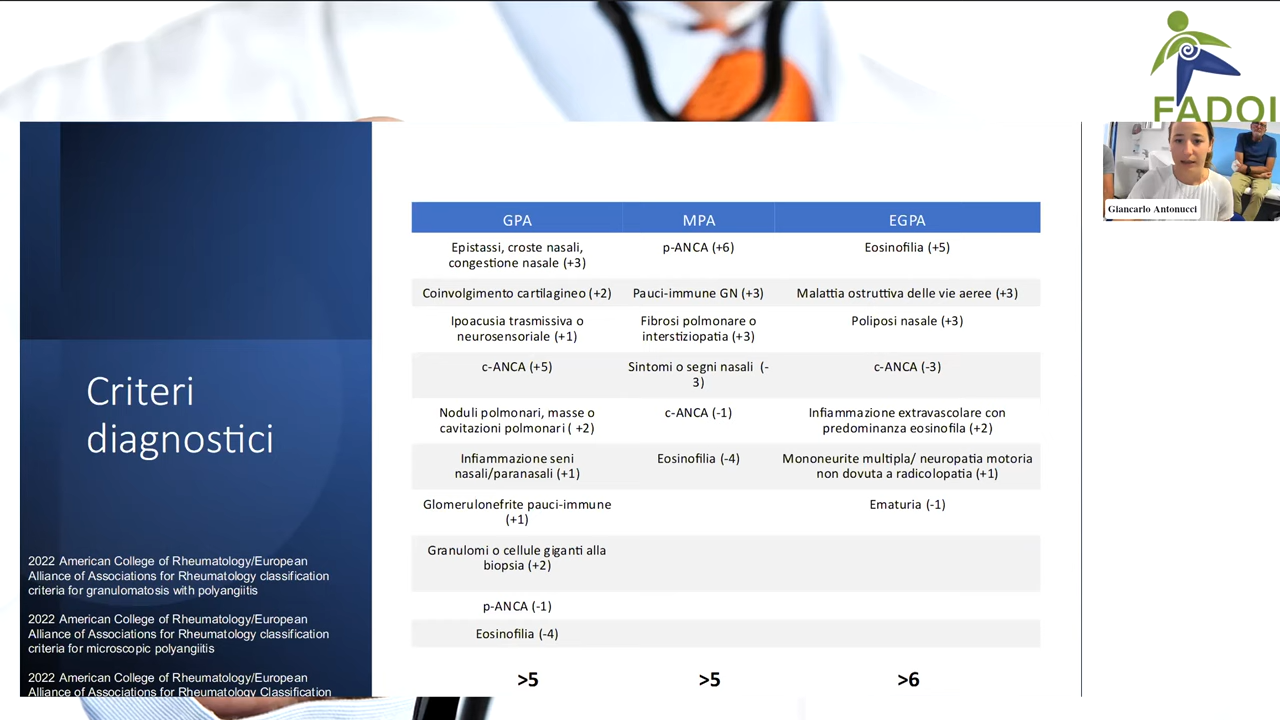 FADOI
Giancarlo Antonucci
Criteri
diagnostici
2022 American College of Rheumatology/European
Alliance of Associations for Rheumatology classification
criteria for granulomatosis with polyangiitis
2022 American College of Rheumatology/European
Alliance of Associations for Rheumatology classification
criteria for microscopic polyangiitis
2022 American College of Rheumatology/European
Alliance of Associations for Rheumatology Classification
GPA MPA EGPA
Epistassi, croste nasali,
congestione nasale (+3)
p-ANCA (+6)
Eosinofilia (+5)
Coinvolgimento cartilagineo (+2)
Pauci-immune GN (+3)
Malattia ostruttiva delle vie aeree (+3)
Ipoacusia trasmissiva o
neurosensoriale (+1)
Fibrosi polmonare o
interstiziopatia (+3)
Poliposi nasale (+3)
c-ANCA (+5)
Sintomi o segni nasali (-
3)
c-ANCA (-3)
Noduli polmonari, masse o
cavitazioni polmonari ( +2)
c-ANCA (-1)
Infiammazione extravascolare con
predominanza eosinofila (+2)
Infiammazione seni
nasali/paranasali (+1)
Eosinofilia (-4)
Mononeurite multipla/ neuropatia motoria
non dovuta a radicolopatia (+1)
Glomerulonefrite pauci-immune
(+1)
Ematuria (-1)
Granulomi o cellule giganti alla
biopsia (+2)
p-ANCA (-1)
Eosinofilia (-4)
>5 >5 >6